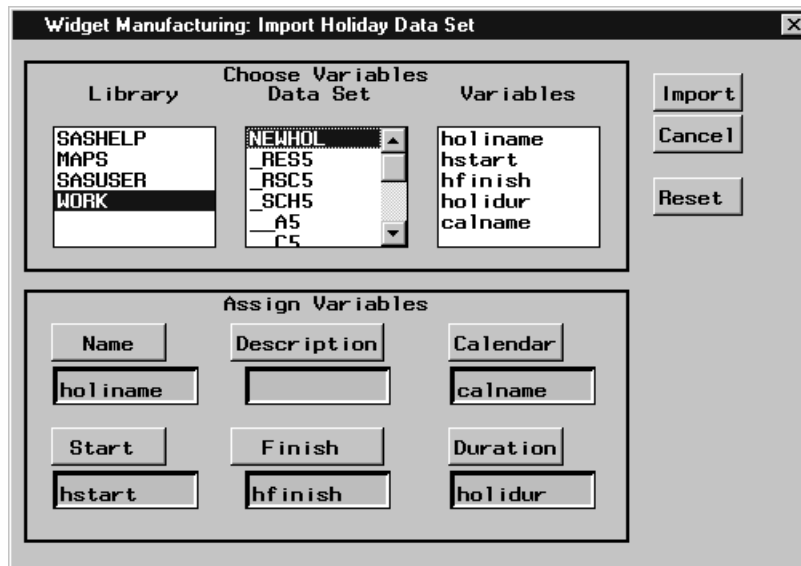 Widget Manufacturing: Import Holiday Data Set
Choose Variables
Library Data Set Variables
SASHELP
MAPS
SASUSER
WORK
NEWHOL
_RES5
_RSC5
_SCH5
__A5
__C5
holiname
hstart
hfinish
holidur
calname
Import
Cancel
Reset
Assign Variables
Name Description Calendar
holiname calname
Start Finish Duration
hstart hfinish holidur